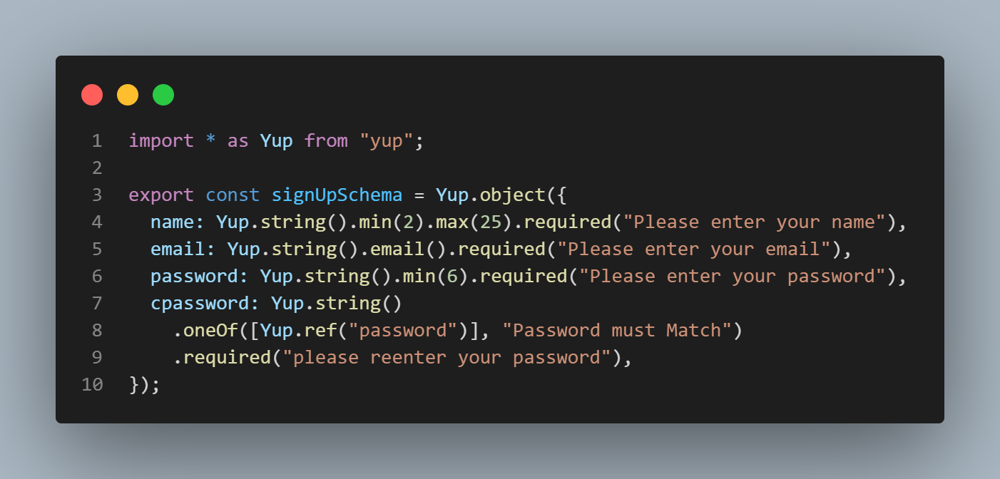 1 import * as Yup from "yup";
2
3 export const signUpSchema = Yup.object({
4   name: Yup.string().min(2).max(25).required("Please enter your name"),
5   email: Yup.string().email().required("Please enter your email"),
6   password: Yup.string().min(6).required("Please enter your password"),
7   cpassword: Yup.string()
8     .oneOf([Yup.ref("password")], "Password must Match")
9     .required("please reenter your password"),
10 });